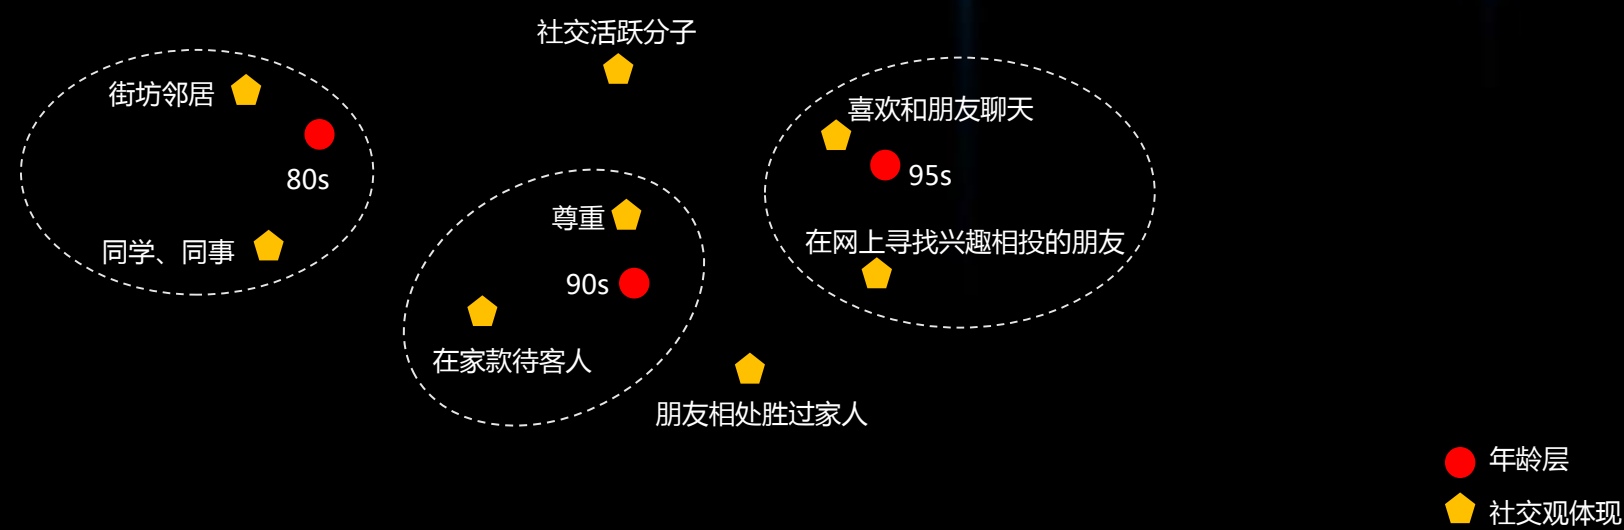 社交活跃分子
街坊邻居
80s
同学、同事
尊重
90s
在家款待客人
喜欢和朋友聊天
95s
在网上寻找兴趣相投的朋友
朋友相处胜过家人
年龄层
社交观体现